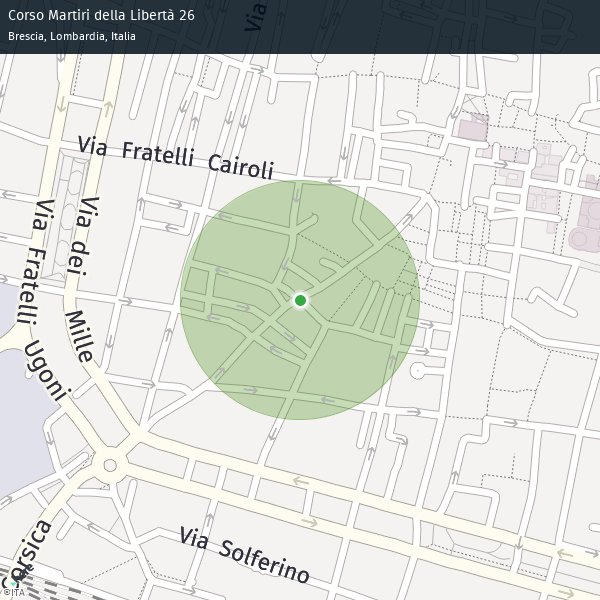 Corso Martiri della Libertà 26
Brescia, Lombardia, Italia
Via
Via Fratelli Cairoli
Via Fratelli Ugoni
Via dei Mille
Via Solferino
Corsica
©ITA